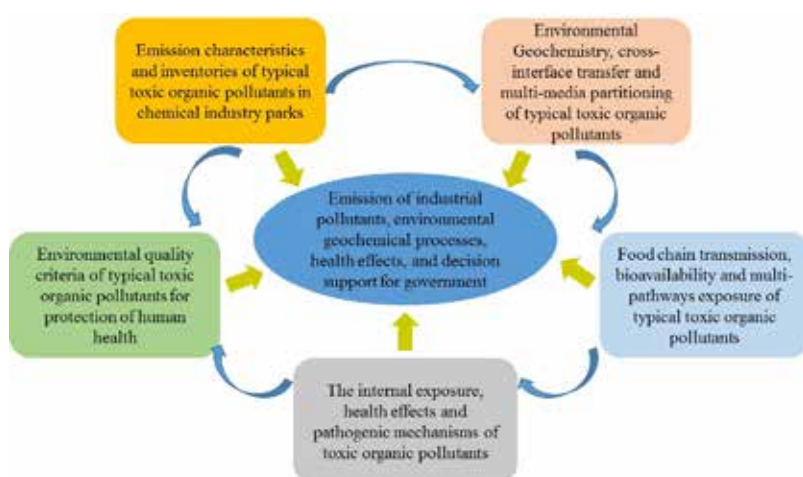 Emission characteristics
and inventories of typical
toxic organic pollutants in
chemical industry parks
Environmental
Geochemistry, cross-
interface transfer and
multi-media partitioning
of typical toxic organic
pollutants
Emission of industrial
pollutants, environmental
geochemical processes,
health effects, and decision
support for government
Environmental quality
criteria of typical toxic
organic pollutants for
protection of human
health
Food chain transmission,
bioavailability and multi-
pathways exposure of
typical toxic organic
pollutants
The internal exposure,
health effects and
pathogenic mechanisms of
toxic organic pollutants